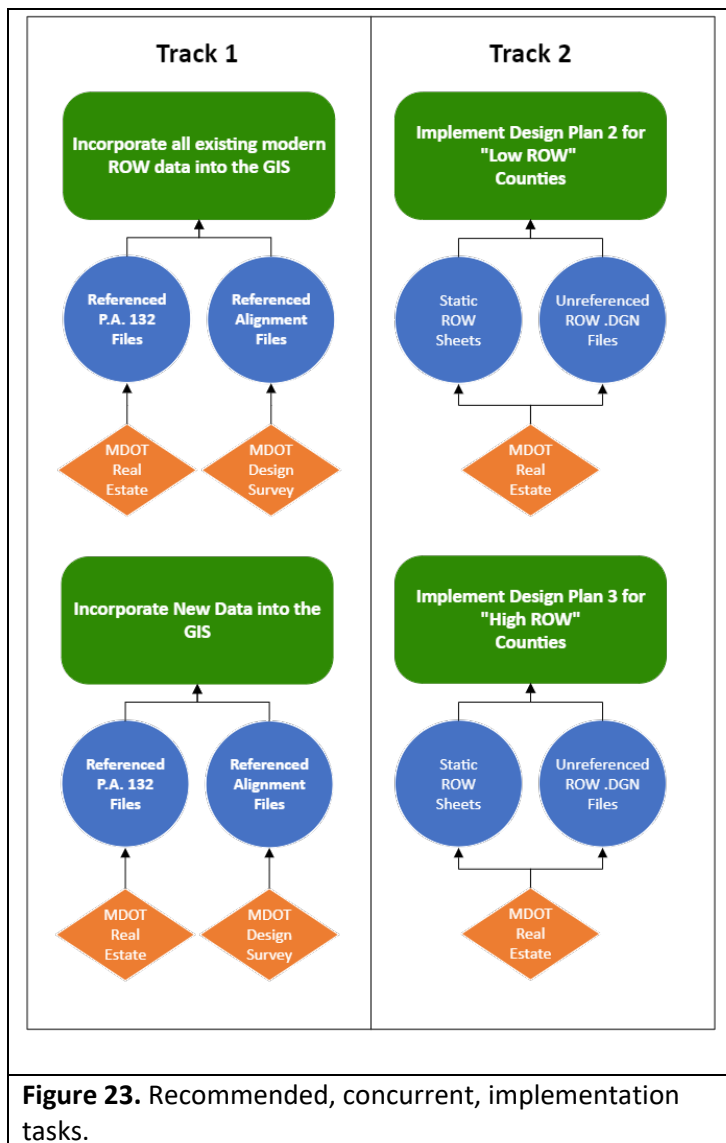 Track 1
Incorporate all existing modern
ROW data into the GIS
Referenced
P.A. 132
Files
Referenced
Alignment
Files
MDOT
Real
Estate
MDOT
Design
Survey
Incorporate New Data into the
GIS
Referenced
P.A. 132
Files
Referenced
Alignment
Files
MDOT
Real
Estate
MDOT
Design
Survey
Track 2
Implement Design Plan 2 for
"Low ROW"
Counties
Static
ROW
Sheets
Unreferenced
ROW .DGN
Files
MDOT
Real
Estate
Implement Design Plan 3 for
"High ROW"
Counties
Static
ROW
Sheets
Unreferenced
ROW .DGN
Files
MDOT
Real
Estate
Figure 23. Recommended, concurrent, implementation
tasks.